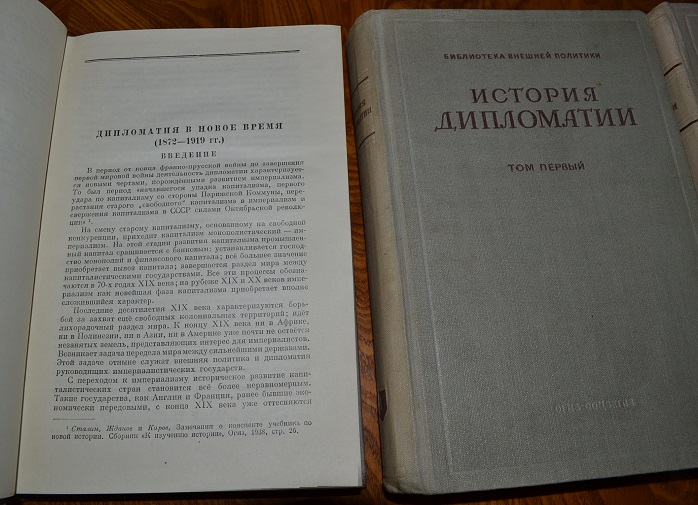 ДИПЛОМАТИЯ В НОВОЕ ВРЕМЯ
(1872—1919 гг.)
ВВЕДЕНИЕ
В период от конца франко-прусской войны до завершения
первой мировой войны деятельность дипломатии характеризует-
ся новыми чертами, порождёнными развитием империализма.
То был период «начавшегося упадка капитализма, первого
удара по капитализму со стороны Парижской Коммуны, пере-
растания старого „свободного" капитализма в империализм и
свержения капитализма в СССР силами Октябрьской револю-
ции» ¹.
На смену старому капитализму, основанному на свободной
конкуренции, приходит капитализм монополистический — им-
периализм. На этой стадии развития капитализма промышлен-
ный капитал сращивается с банковым; устанавливается господ-
ство монополий и финансового капитала; всё большее значение
приобретает вывоз капитала; завершается раздел мира между
капиталистическими государствами. Все эти процессы обозна-
чаются в 70-х годах XIX века; на рубеже XIX и XX веков импе-
риализм как новейшая фаза капитализма приобретает вполне
сложившийся характер.
Последние десятилетия XIX века характеризуются борь-
бой за захват ещё свободных колониальных территорий; идёт
лихорадочный раздел мира. К концу XIX века ни в Африке,
ни в Полинезии, ни в Азии, ни в Америке уже почти не остаётся
незанятых земель, представляющих интерес для империалистов.
Возникает задача передела мира между сильнейшими державами.
Этой задаче отныне служат внешняя политика и дипломатия
руководящих империалистических государств.
С переходом к империализму историческое развитие капи-
талистических стран становится всё более неравномерным.
Такие государства, как Англия и Франция, ранее бывшие эко-
номически передовыми, с конца XIX века уже оттесняются
¹ Сталин, Жданов и Киров, Замечания о конспекте учебника по
новой истории. Сборник «К изучению истории», Огиз, 1938, стр. 26.
БИБЛИОТЕКА ВНЕШНЕЙ ПОЛИТИКИ
ИСТОРИЯ
ДИПЛОМАТИИ
ТОМ ПЕРВЫЙ
ОГИЗ-СОЦЭКГИЗ